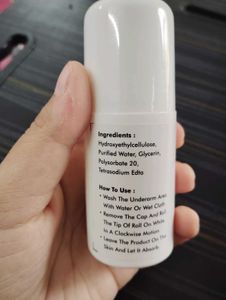 Ingredients :
Hydroxyethylcellulose,
Purified Water, Glycerin,
Polysorbate 20,
Tetrasodium Edta
How To Use :
• Wash The Underarm Area
With Water Or Wet Cloth
• Remove The Cap And Roll
The Tip Of Roll On While
In A Clockwise Motion
• Leave The Product On The
Skin And Let It Absorb.